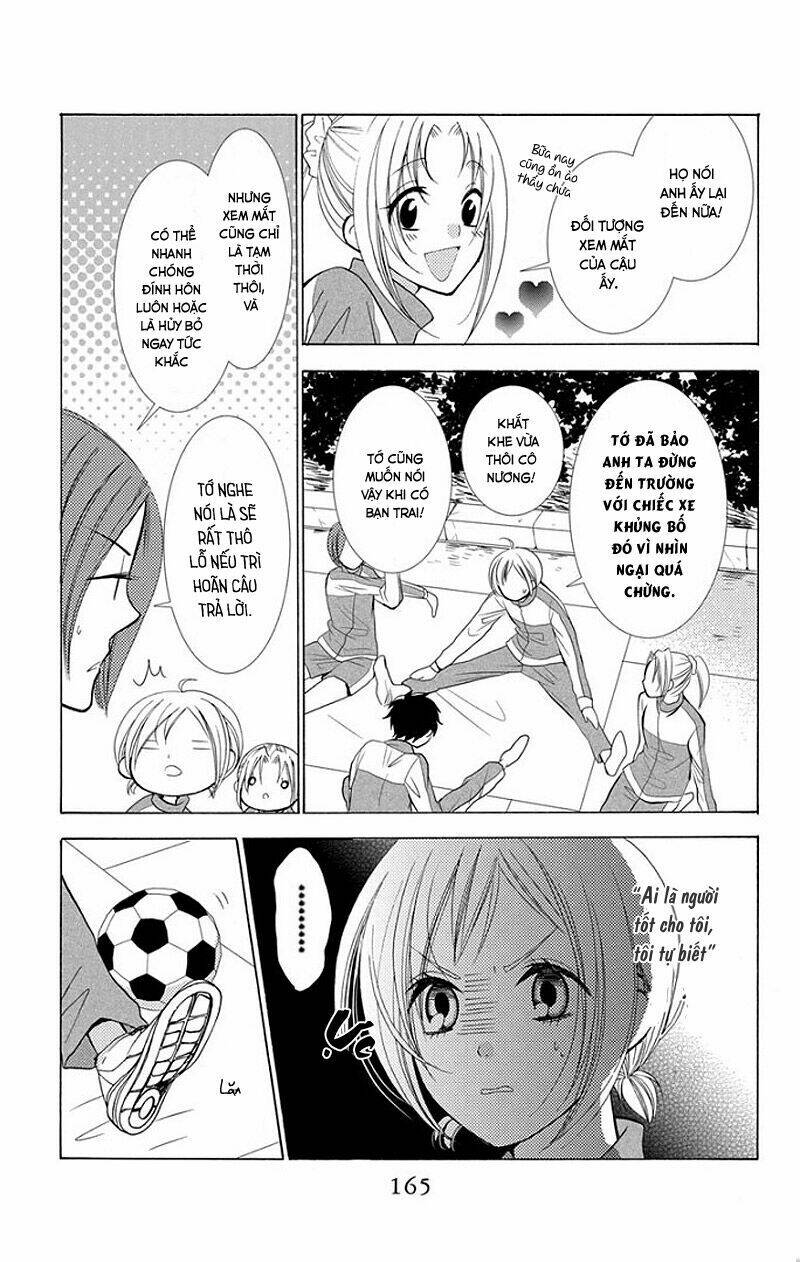 HỌ NÓI
ANH ẤY LẠI
ĐẾN NỮA!
ĐỐI TƯỢNG
XEM MẮT
CỦA CẬU
ẤY.
Bữa nay
cũng ồn ào
thấy chứa
NHƯNG
XEM MẮT
CŨNG CHỈ
LÀ TẠM
THỜI
THÔI, VÀ
CÓ THỂ
NHANH
CHÓNG
ĐÍNH HÔN
LUÔN HOẶC
LÀ HỦY BỎ
NGAY TỨC
KHẮC
TỚ NGHE
NÓI LÀ SẼ
RẤT THÔ
LỖ NẾU TRÌ
HOÃN CÂU
TRẢ LỜI.
TỚ ĐÃ BẢO
ANH TA ĐỪNG
ĐẾN TRƯỜNG
VỚI CHIẾC XE
KHỦNG BỐ
ĐÓ VÌ NHÌN
NGẠI QUÁ
CHỪNG.
KHẮT
KHE VỪA
THÔI CÔ
NƯƠNG!
TỚ CŨNG
MUỐN NÓI
VẬY KHI CÓ
BẠN TRAI!
"Ai là người
tốt cho tôi,
tôi tự biết"
Lăn
165